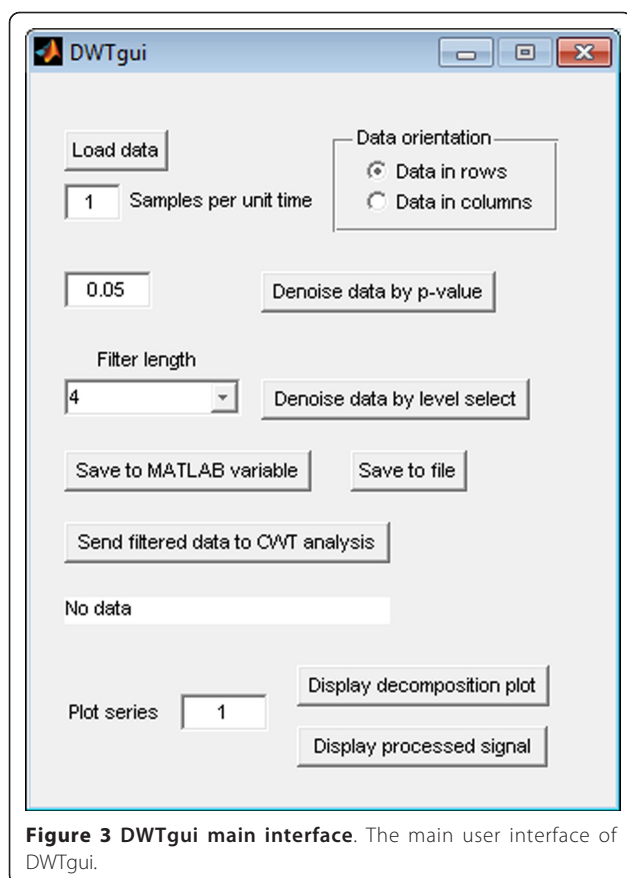 DWTgui
Load data
Data orientation
Data in rows
1 Samples per unit time
Data in columns
0.05 Denoise data by p-value
Filter length
4 Denoise data by level select
Save to MATLAB variable Save to file
Send filtered data to CWT analysis
No data
Display decomposition plot
Plot series 1
Display processed signal
Figure 3 DWTgui main interface. The main user interface of
DWTgui.